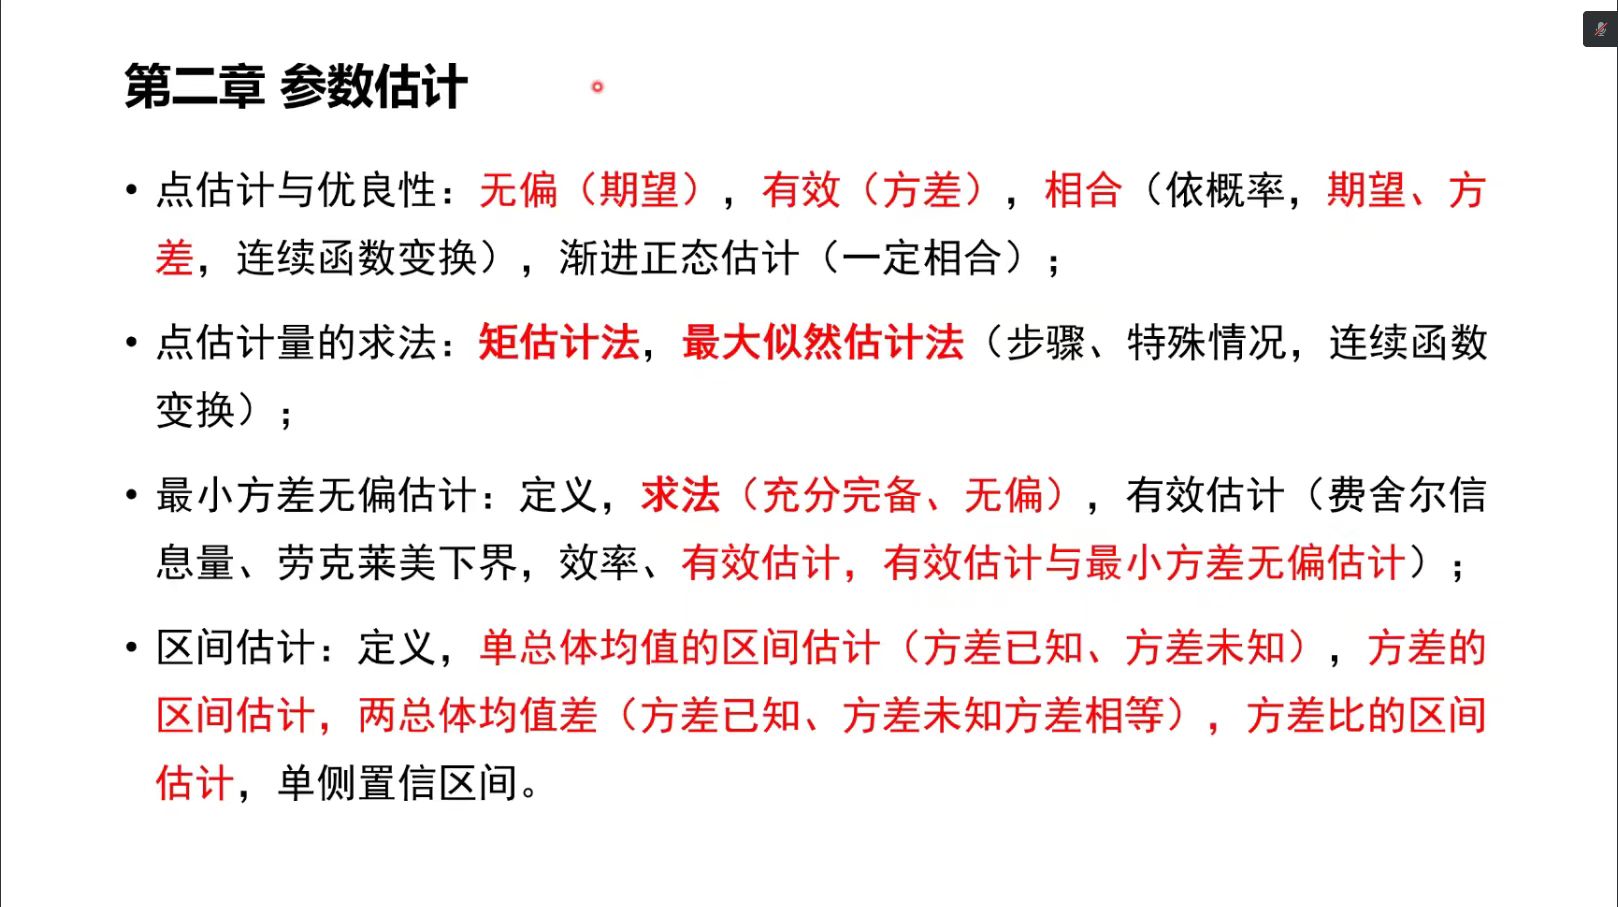 第二章 参数估计
• 点估计与优良性：无偏（期望），有效（方差），相合（依概率，期望、方
差，连续函数变换），渐进正态估计（一定相合）；
• 点估计量的求法：矩估计法，最大似然估计法（步骤、特殊情况，连续函数
变换）；
• 最小方差无偏估计：定义，求法（充分完备、无偏），有效估计（费舍尔信
息量、劳克莱美下界，效率、有效估计，有效估计与最小方差无偏估计）；
• 区间估计：定义，单总体均值的区间估计（方差已知、方差未知），方差的
区间估计，两总体均值差（方差已知、方差未知方差相等），方差比的区间
估计，单侧置信区间。